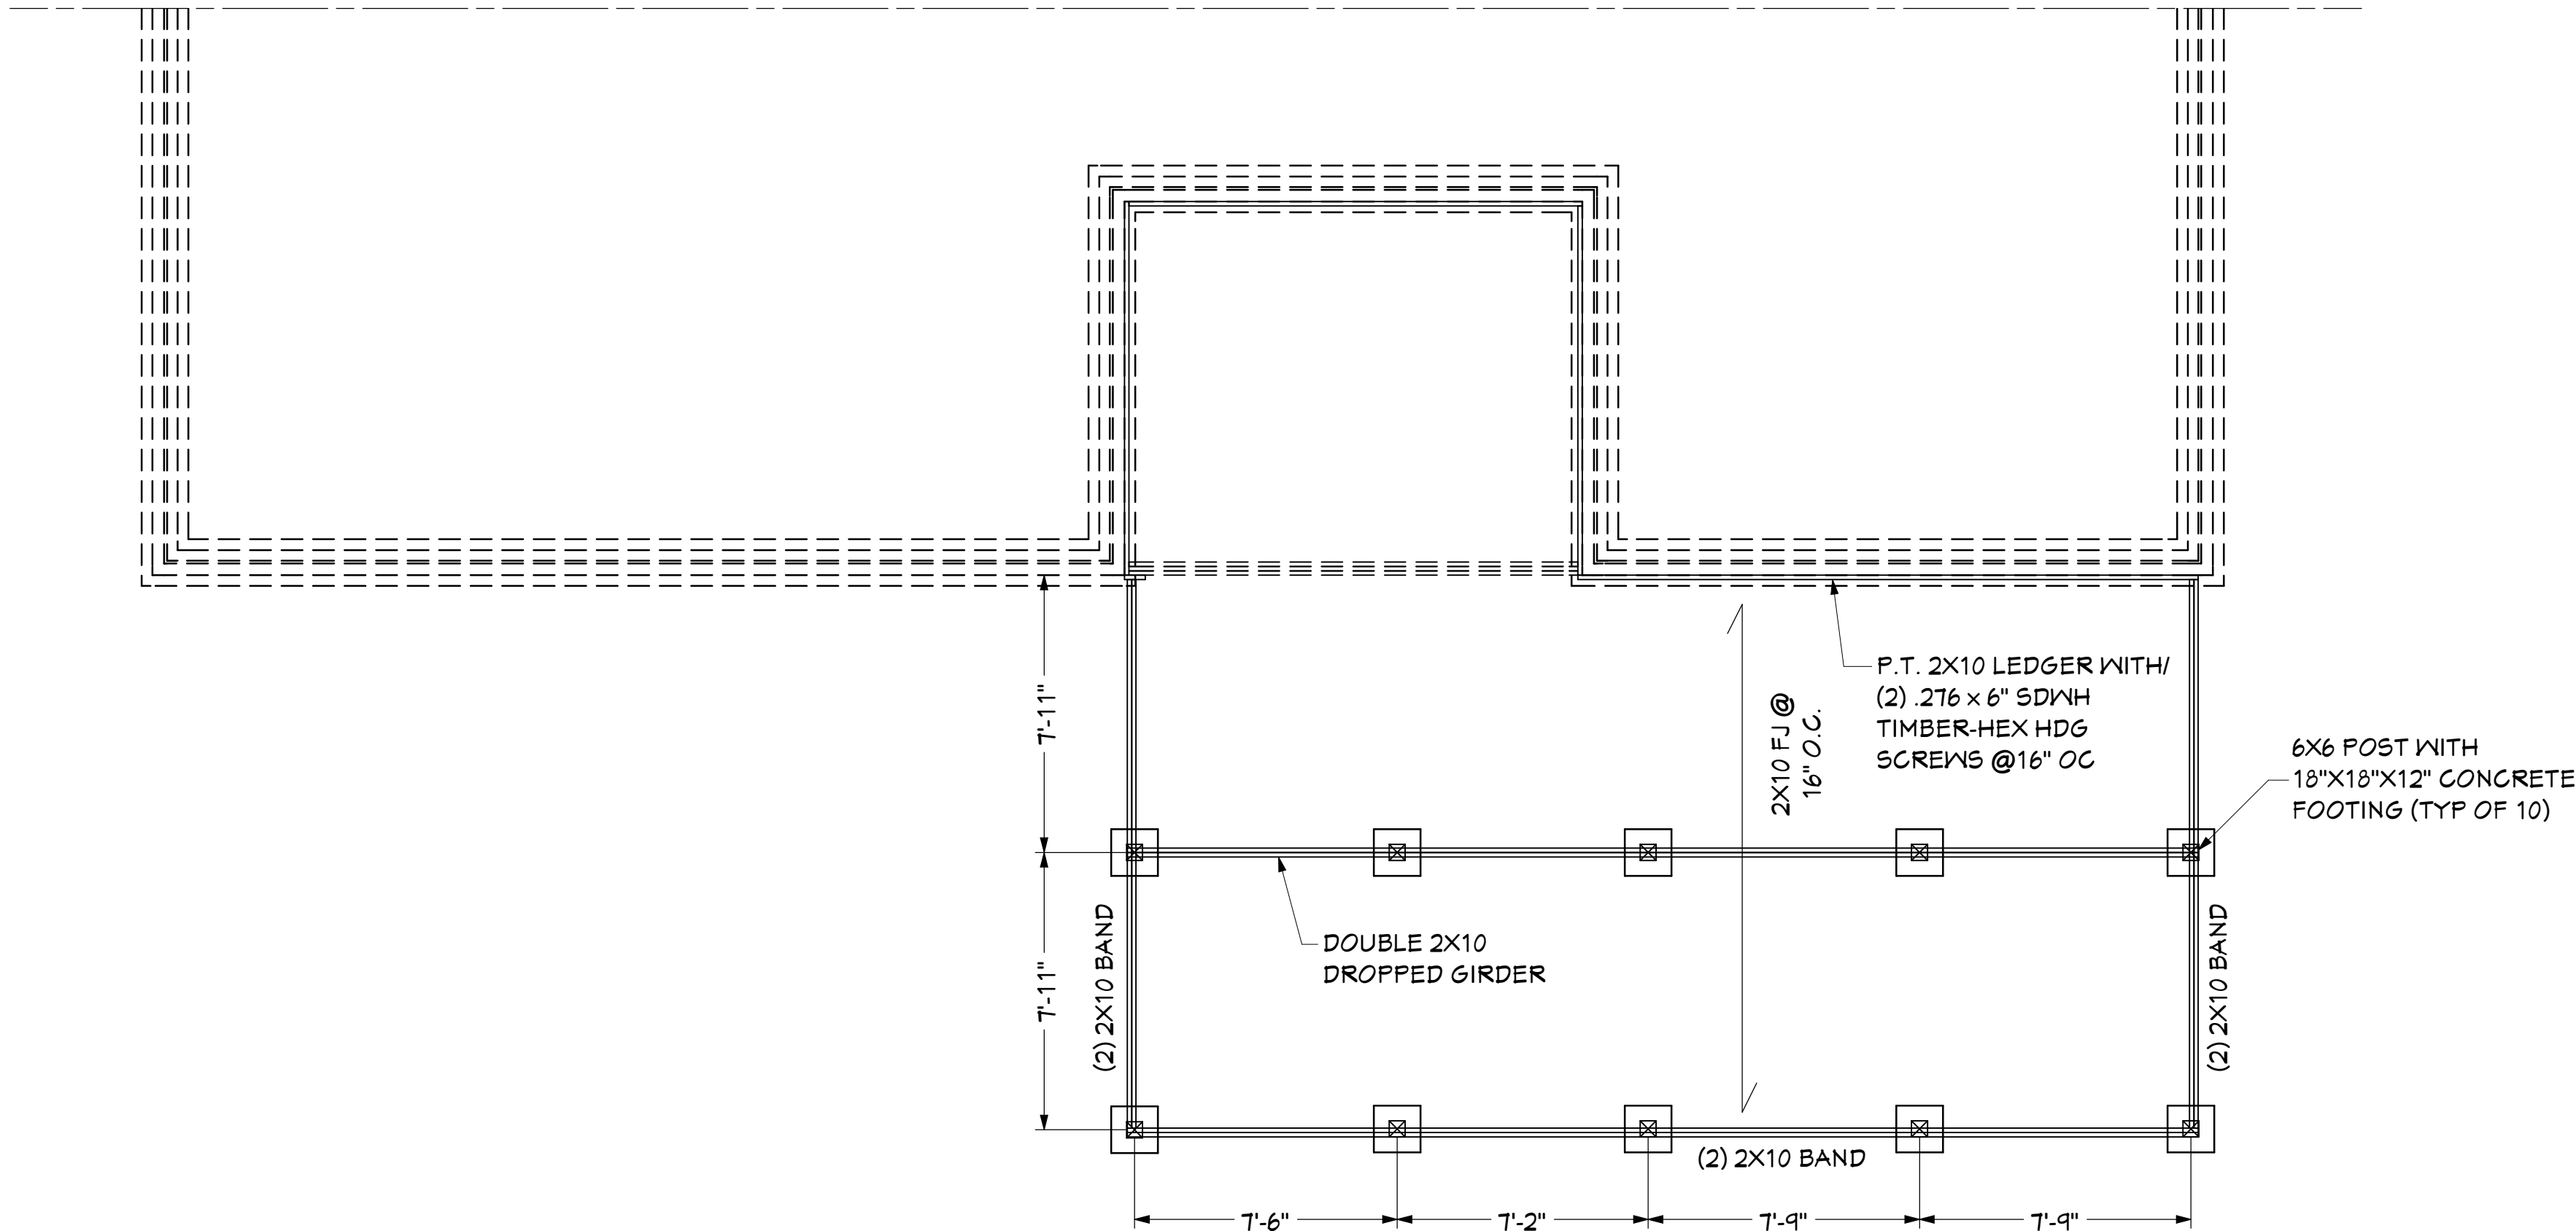 7'-11"
7'-11"
(2) 2X10 BAND
2X10 FJ @
16" O.C.
P.T. 2X10 LEDGER WITH/
(2) .276 x 6" SDWH
TIMBER-HEX HDG
SCREWS @16" OC
6X6 POST WITH
18"X18"X12" CONCRETE
FOOTING (TYP OF 10)
DOUBLE 2X10
DROPPED GIRDER
(2) 2X10 BAND
(2) 2X10 BAND
7'-6"
7'-2"
7'-9"
7'-9"